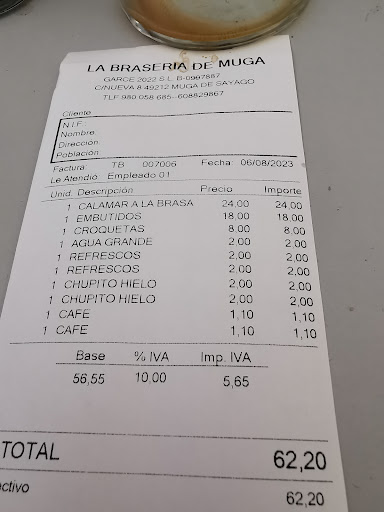 LA BRASERIA DE MUGA
GARCE 2022 S.L. B-0997887
C/NUEVA 8 49212 MUGA DE SAYAGO
TLF 980 058 685--608829867
Cliente
N.I.F.
Nombre
Dirección
Población
Factura TB 007006 Fecha: 06/08/2023
Le Atendió: Empleado 01
Unid. Descripción Precio Importe
1 CALAMAR A LA BRASA 24,00 24,00
1 EMBUTIDOS 18,00 18,00
1 CROQUETAS 8,00 8,00
1 AGUA GRANDE 2,00 2,00
1 REFRESCOS 2,00 2,00
1 REFRESCOS 2,00 2,00
1 CHUPITO HIELO 2,00 2,00
1 CHUPITO HIELO 2,00 2,00
1 CAFE 1,10 1,10
1 CAFE 1,10 1,10
Base % IVA Imp. IVA
56,55 10,00 5,65
TOTAL 62,20
ctivo 62,20